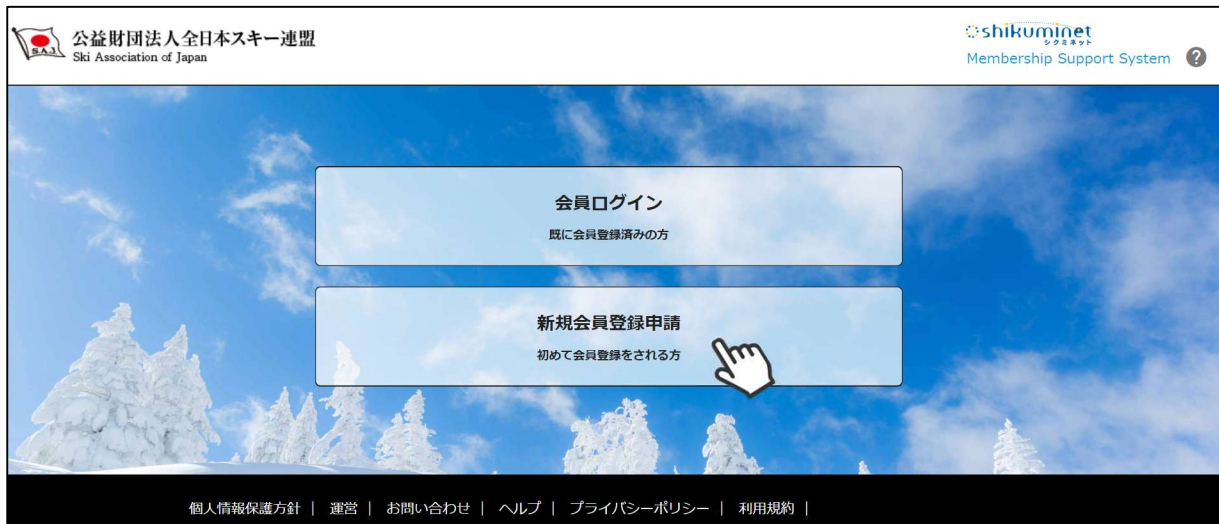 S.A.J.
公益財団法人全日本スキー連盟
Ski Association of Japan
shikuminet
シクミネット
Membership Support System ?
会員ログイン
既に会員登録済みの方
新規会員登録申請
初めて会員登録をされる方
個人情報保護方針 | 運営 | お問い合わせ | ヘルプ | プライバシーポリシー | 利用規約 |